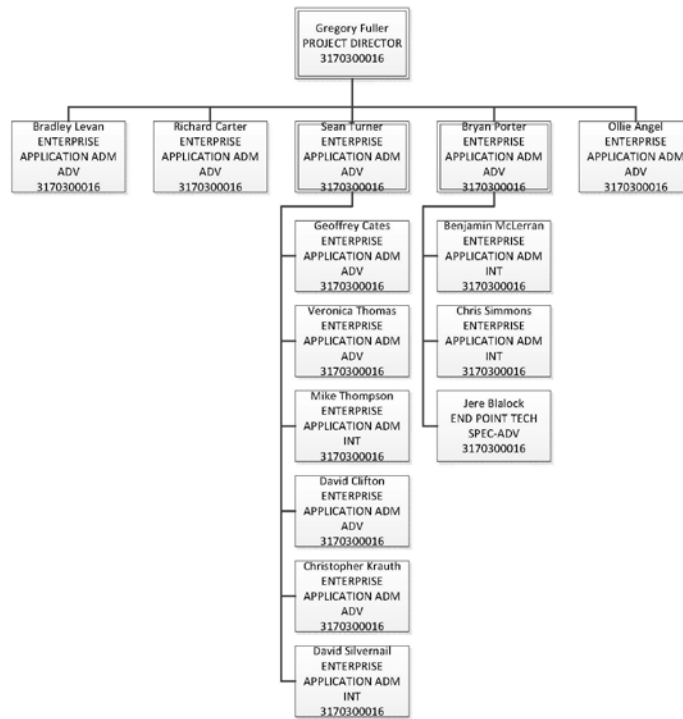 Gregory Fuller
PROJECT DIRECTOR
3170300016
Bradley Levan
ENTERPRISE
APPLICATION ADM
ADV
3170300016
Richard Carter
ENTERPRISE
APPLICATION ADM
ADV
3170300016
Sean Turner
ENTERPRISE
APPLICATION ADM
ADV
3170300016
Bryan Porter
ENTERPRISE
APPLICATION ADM
ADV
3170300016
Ollie Angel
ENTERPRISE
APPLICATION ADM
ADV
3170300016
Geoffrey Cates
ENTERPRISE
APPLICATION ADM
ADV
3170300016
Veronica Thomas
ENTERPRISE
APPLICATION ADM
ADV
3170300016
Mike Thompson
ENTERPRISE
APPLICATION ADM
INT
3170300016
David Clifton
ENTERPRISE
APPLICATION ADM
ADV
3170300016
Christopher Krauth
ENTERPRISE
APPLICATION ADM
ADV
3170300016
David Silvernail
ENTERPRISE
APPLICATION ADM
INT
3170300016
Benjamin McLerran
ENTERPRISE
APPLICATION ADM
INT
3170300016
Chris Simmons
ENTERPRISE
APPLICATION ADM
INT
3170300016
Jere Blalock
END POINT TECH
SPEC-ADV
3170300016